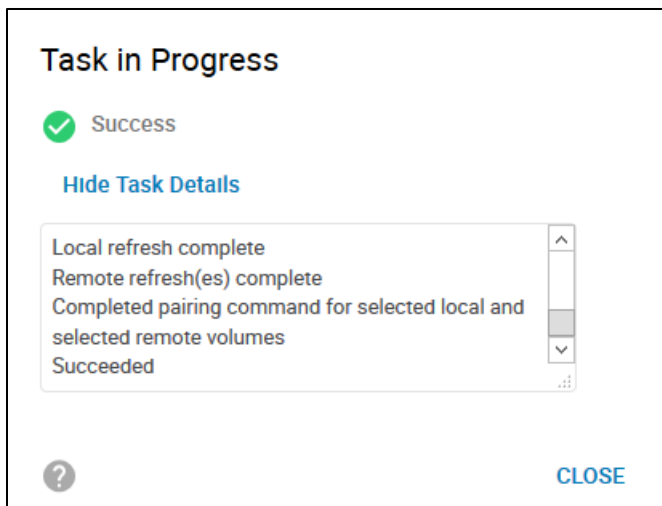 Task in Progress
Success
Hide Task Details
Local refresh complete
Remote refresh(es) complete
Completed pairing command for selected local and
selected remote volumes
Succeeded
?
CLOSE